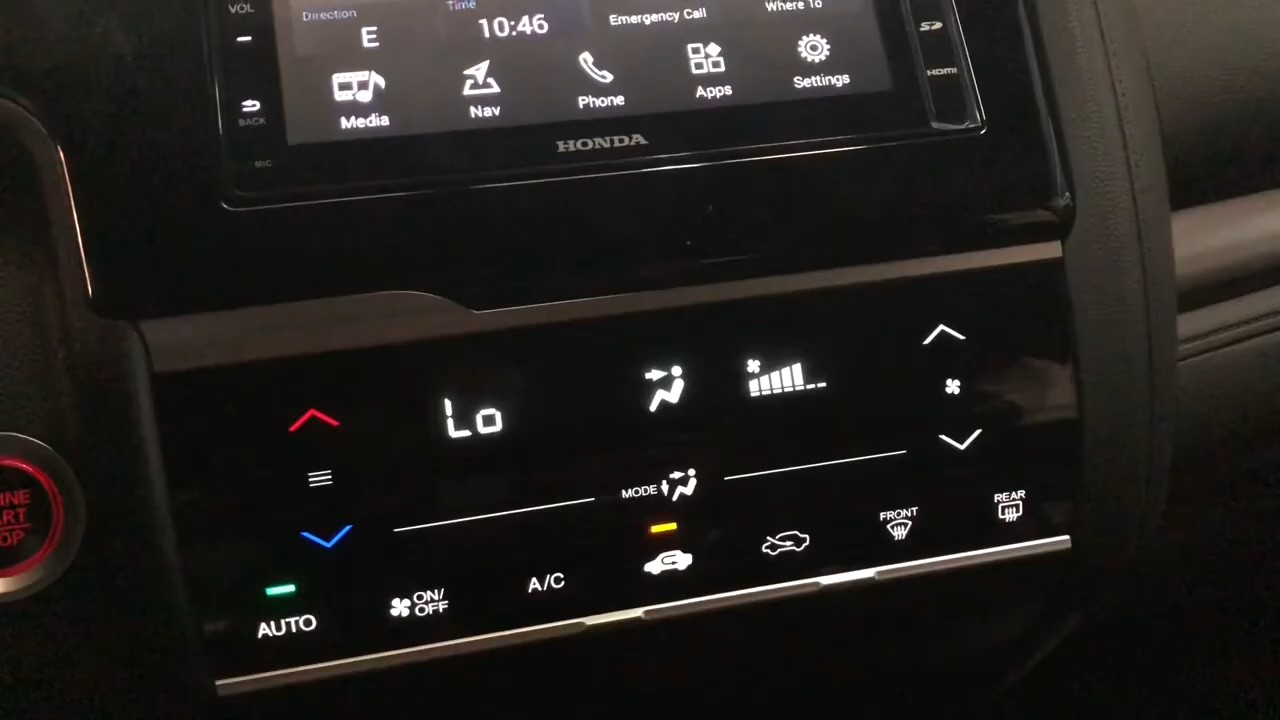 VOL
Direction
E
Time
10:46
Emergency Call
Where To
Media
Nav
Phone
Apps
Settings
BACK
MIC
SD
HDMI
HONDA
Lo
MODE
FRONT
REAR
AUTO
ON/
OFF
A/C